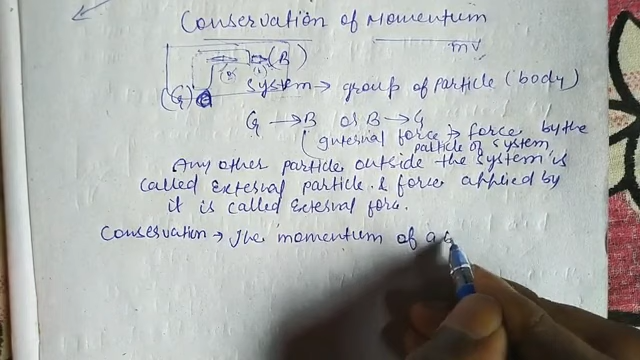 Conservation of Momentum
mv
(B)
(G)
System → group of particle (body)
G → B or B → G
internal force → force by the
particle of system
Any other particle outside the system is
called External particle. & force applied by
it is called External force.
Conservation → The momentum of a